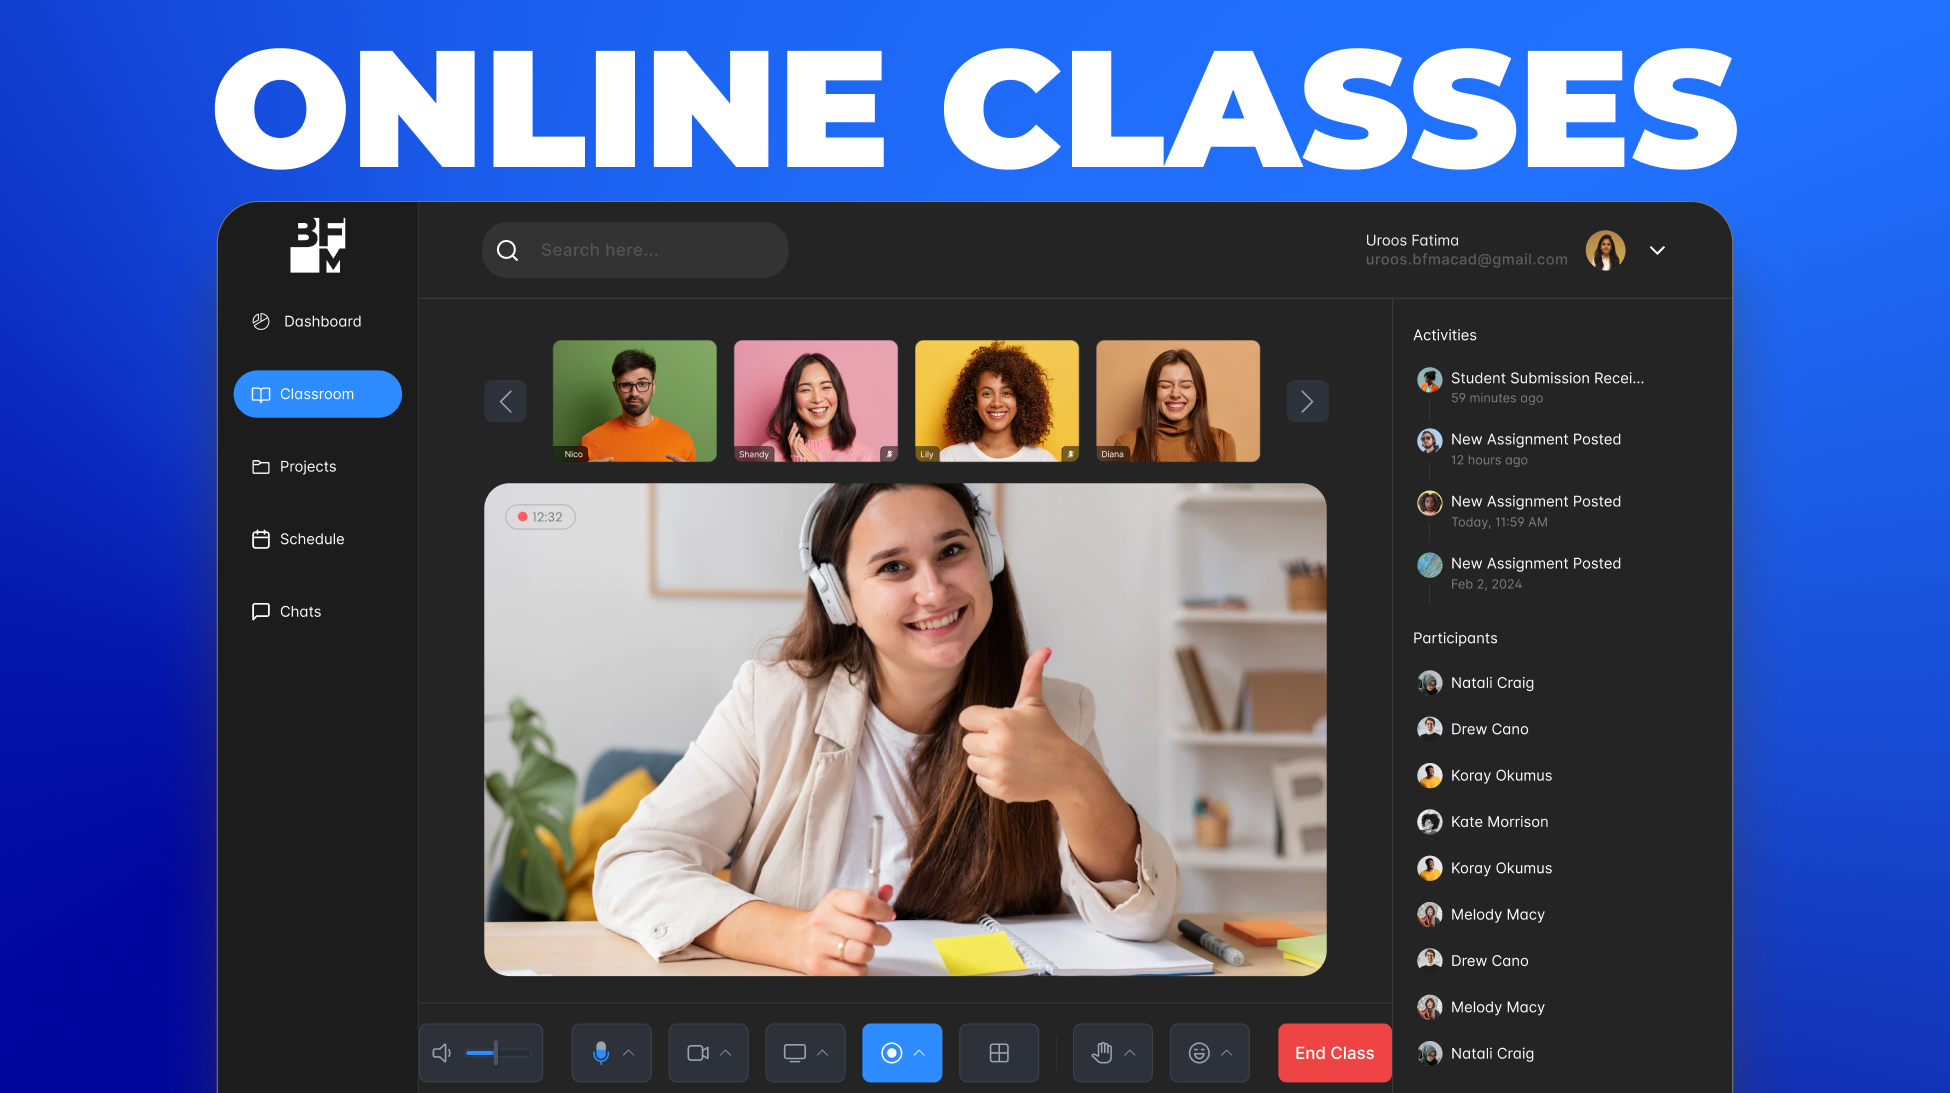 ONLINE CLASSES
BF
M
Search here...
Uroos Fatima
uroos.bfmacad@gmail.com
Dashboard
Classroom
Projects
Schedule
Chats
Nico
Shandy
Lily
Diana
12:32
Activities
Student Submission Recei...
59 minutes ago
New Assignment Posted
12 hours ago
New Assignment Posted
Today, 11:59 AM
New Assignment Posted
Feb 2, 2024
Participants
Natali Craig
Drew Cano
Koray Okumus
Kate Morrison
Koray Okumus
Melody Macy
Drew Cano
Melody Macy
Natali Craig
End Class